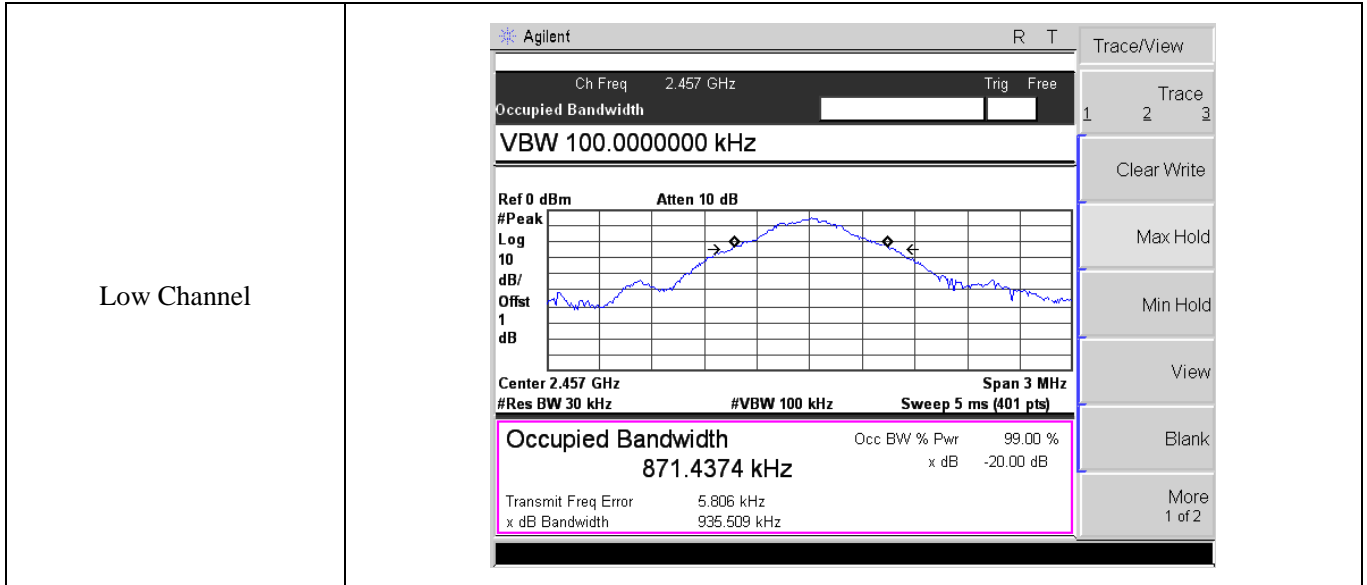 Low Channel
Agilent R T
Trace/View
Ch Freq 2.457 GHz Trig Free
Occupied Bandwidth
Trace
1 2 3
VBW 100.0000000 kHz
Clear Write
Ref 0 dBm Atten 10 dB
#Peak
Log
10
dB/
Offst
1
dB
Max Hold
Min Hold
View
Center 2.457 GHz Span 3 MHz
#Res BW 30 kHz #VBW 100 kHz Sweep 5 ms (401 pts)
Occupied Bandwidth Occ BW % Pwr 99.00 %
871.4374 kHz x dB -20.00 dB
Blank
Transmit Freq Error 5.806 kHz
x dB Bandwidth 935.509 kHz
More
1 of 2